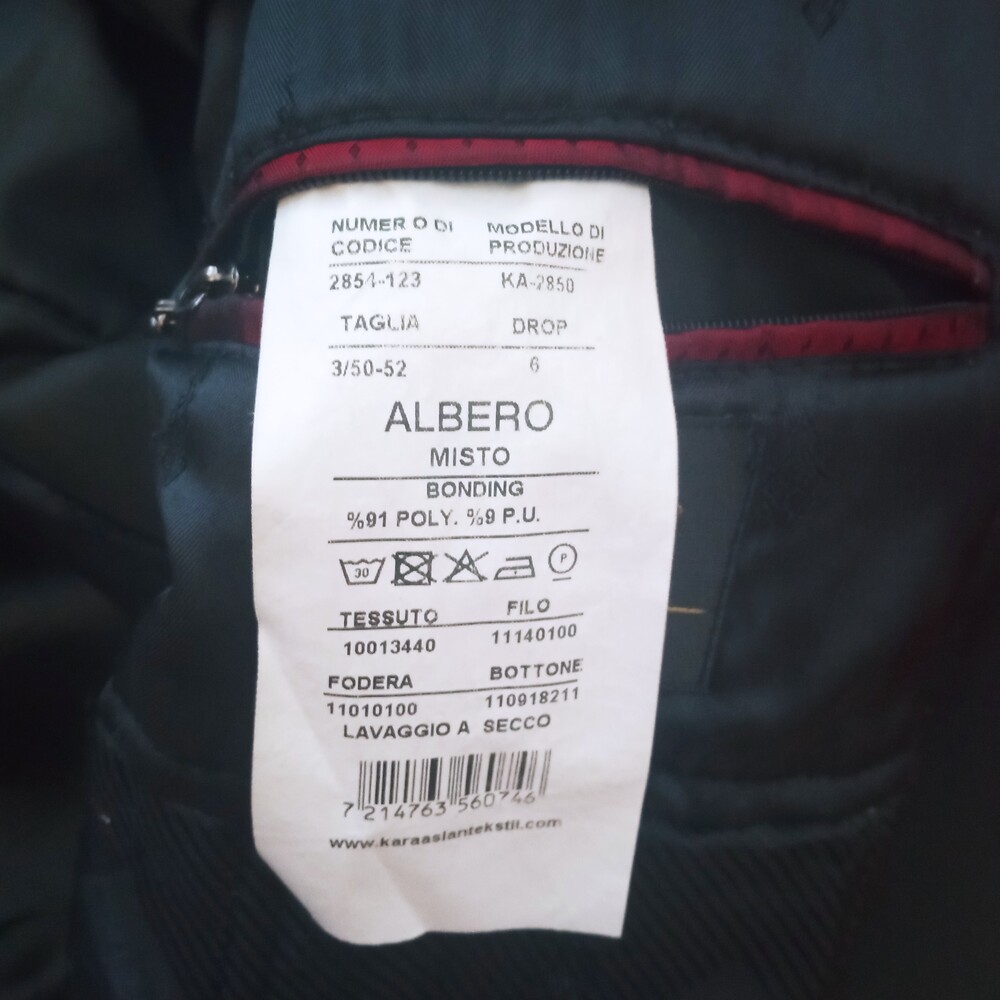 NUMERO DI MODELLO DI
CODICE PRODUZIONE
2854-123 KA-2850
TAGLIA DROP
3/50-52 6
ALBERO
MISTO
BONDING
%91 POLY. %9 P.U.
30 P
TESSUTO FILO
10013440 11140100
FODERA BOTTONE
11010100 110918211
LAVAGGIO A SECCO
7 214763 560746
www.karaaslantekstil.com